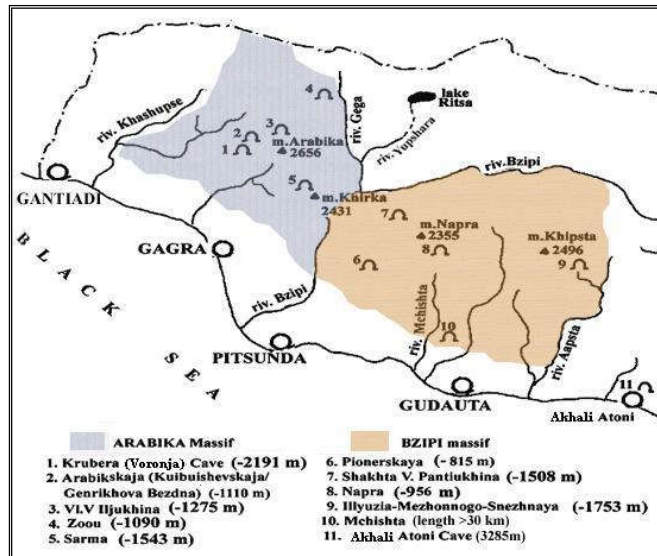 4
lake
Ritsa
riv. Khashupse
riv. Gega
riv. Yupshara
3
2
m.Arabika
1
2656
riv.Bzipi
5
m.Khirka
2431
GANTIADI
7
m.Napra
2355
m.Khipsta
2496
8
GAGRA
6
9
BLACK SEA
riv. Bzipi
riv. Mchishta
10
riv. Aapsta
PITSUNDA
GUDAUTA
11
Akhali Atoni
ARABIKA Massif
1. Krubera (Voronja) Cave (-2191 m)
2. Arabikskaja (Kuibuishevskaja/
Genrikhova Bezdna) (-1110 m)
3. Vl.V Iljukhina (-1275 m)
4. Zoou (-1090 m)
5. Sarma (-1543 m)
BZIPI massif
6. Pionerskaya (- 815 m)
7. Shakhta V. Pantiukhina (-1508 m)
8. Napra (-956 m)
9. Illyuzia-Mezhonnogo-Snezhnaya (-1753 m)
10. Mchishta (length >30 km)
11. Akhali Atoni Cave (3285m)